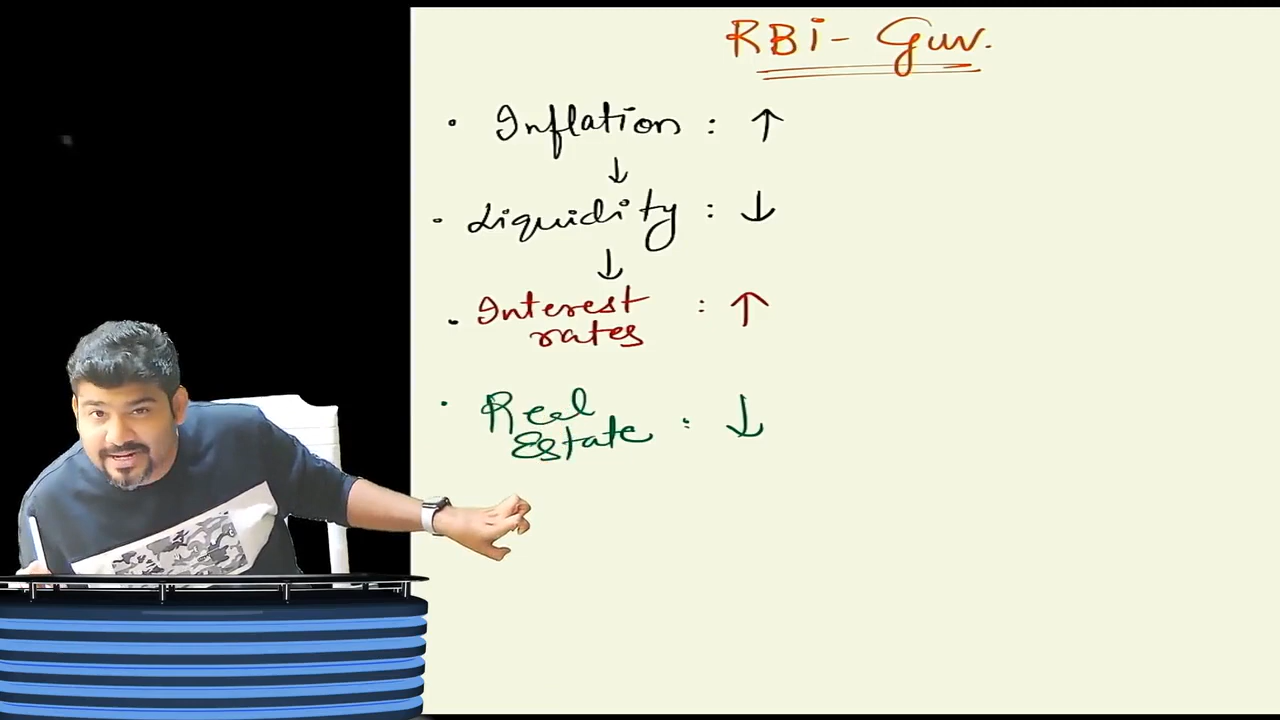 RBi - Guv.
• Inflation : ↑
↓
• Liquidity : ↓
↓
• Interest rates : ↑
• Real Estate : ↓